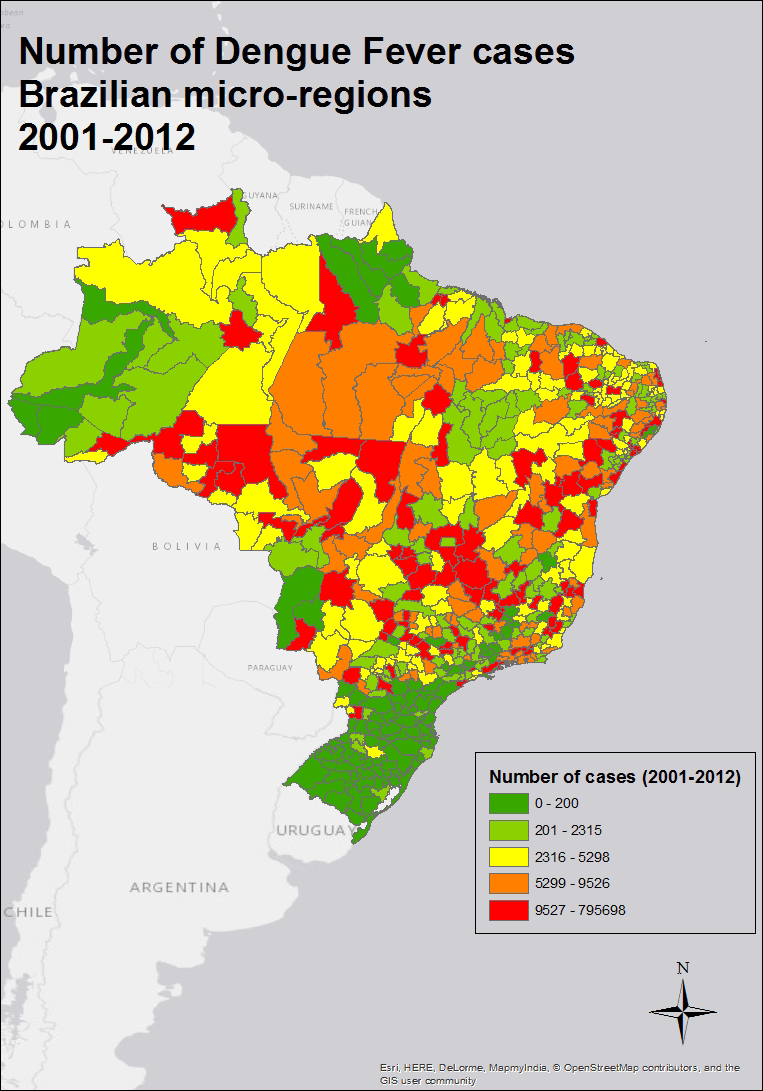 Number of Dengue Fever cases
Brazilian micro-regions
2001-2012
VENEZUELA
GUYANA
SURINAME
FRENCH
GUIAN
OLOMBIA
BOLIVIA
PARAGUAY
Number of cases (2001-2012)
0 - 200
201 - 2315
2316 - 5298
5299 - 9526
9527 - 795698
URUGUAY
ARGENTINA
CHILE
N
Esri, HERE, DeLorme, MapmyIndia, © OpenStreetMap contributors, and the
GIS user community